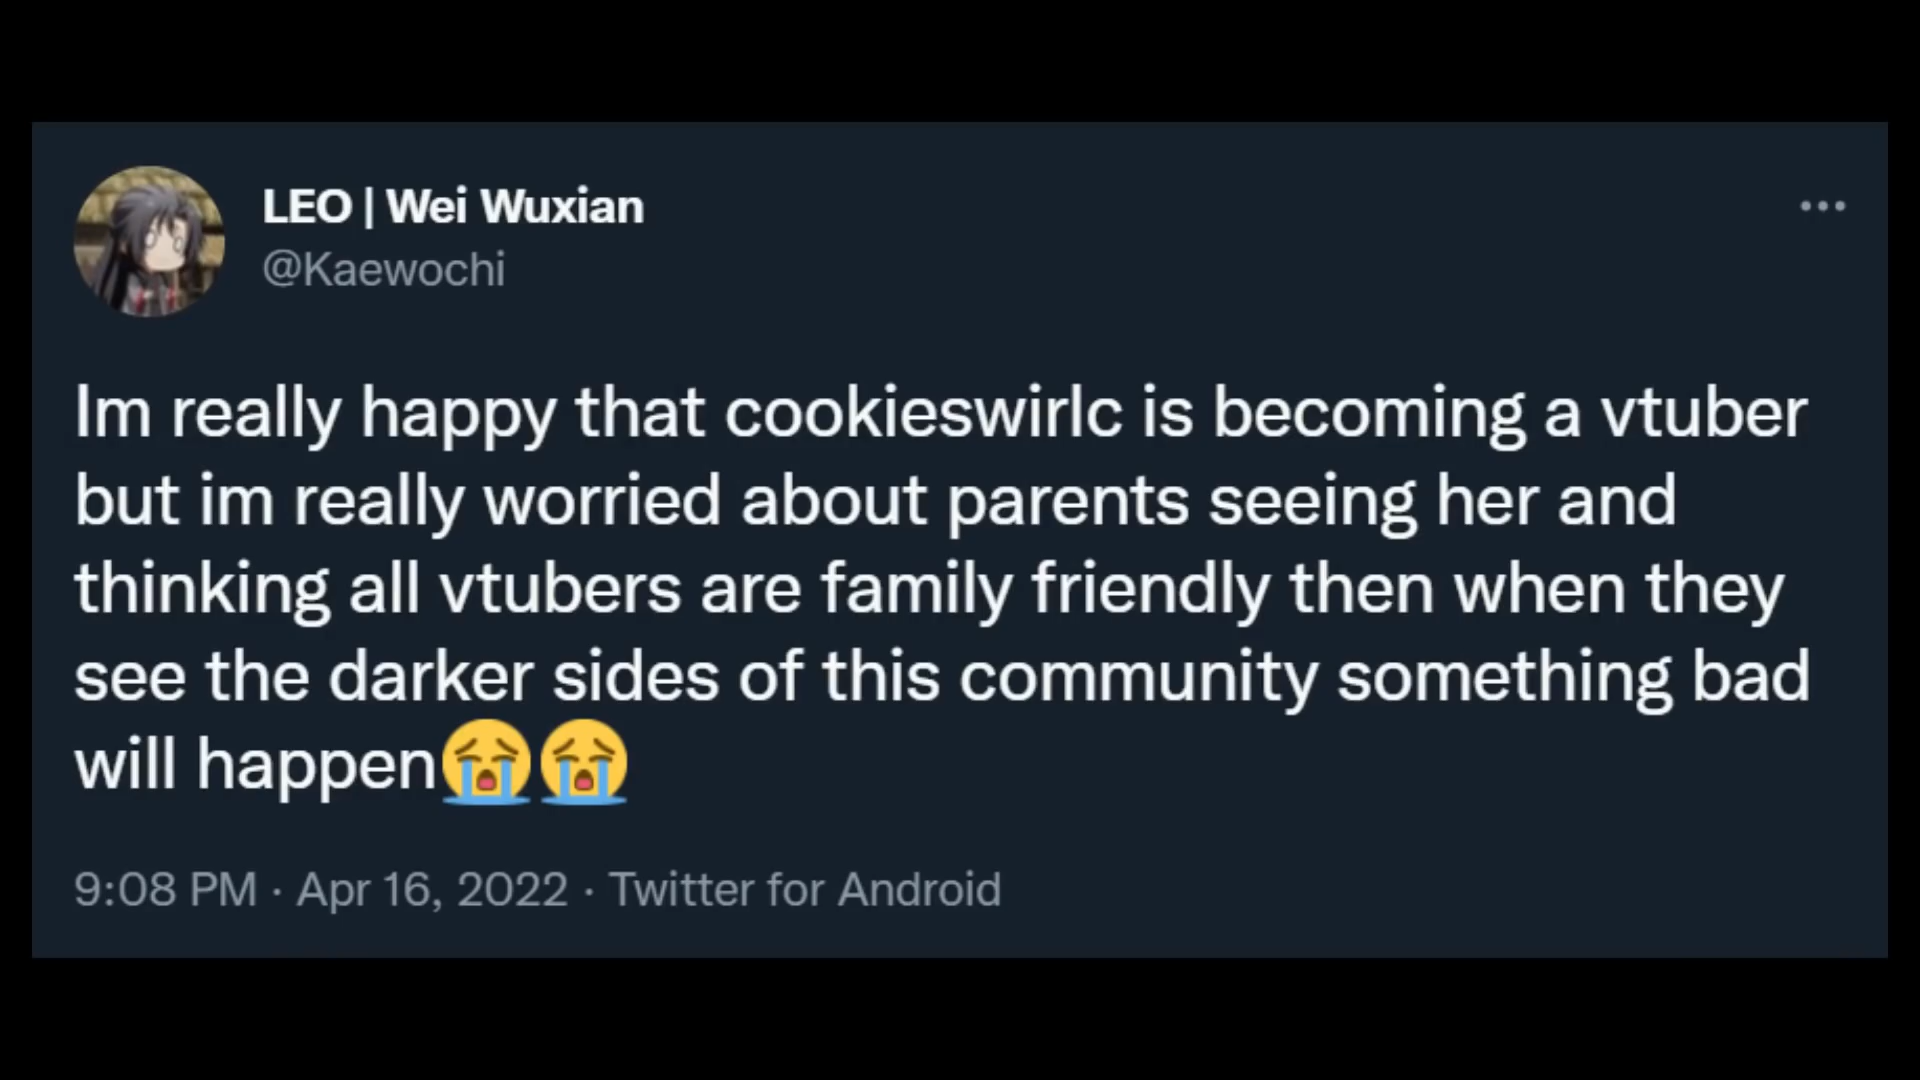 LEO | Wei Wuxian
@Kaewochi
Im really happy that cookieswirlc is becoming a vtuber
but im really worried about parents seeing her and
thinking all vtubers are family friendly then when they
see the darker sides of this community something bad
will happen😭😭
9:08 PM · Apr 16, 2022 · Twitter for Android